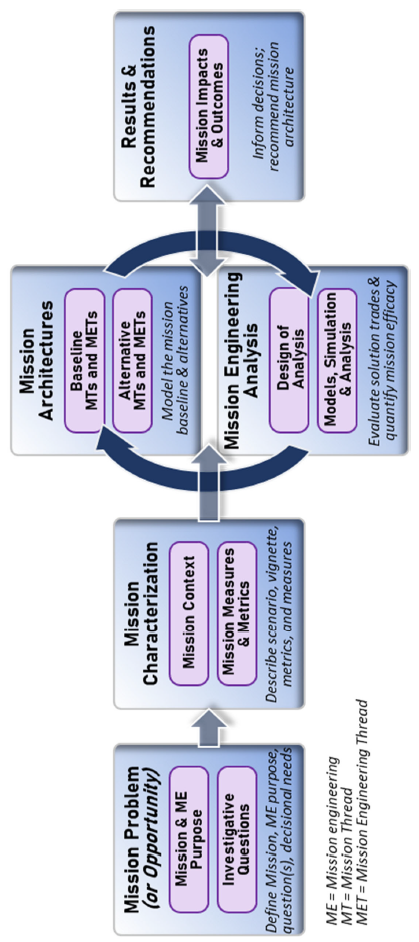 Mission Problem
(or Opportunity)
Mission & ME
Purpose
Investigative
Questions
Define Mission, ME purpose,
question(s), decisional needs
Mission
Characterization
Mission Context
Mission Measures
& Metrics
Describe scenario, vignette,
metrics, and measures
Mission
Architectures
Baseline
MTs and METs
Alternative
MTs and METs
Model the mission
baseline & alternatives
Mission Engineering
Analysis
Design of
Analysis
Models, Simulation
& Analysis
Evaluate solution trades &
quantify mission efficacy
Results &
Recommendations
Mission Impacts
& Outcomes
Inform decisions;
recommend mission
architecture
ME = Mission engineering
MT = Mission Thread
MET = Mission Engineering Thread